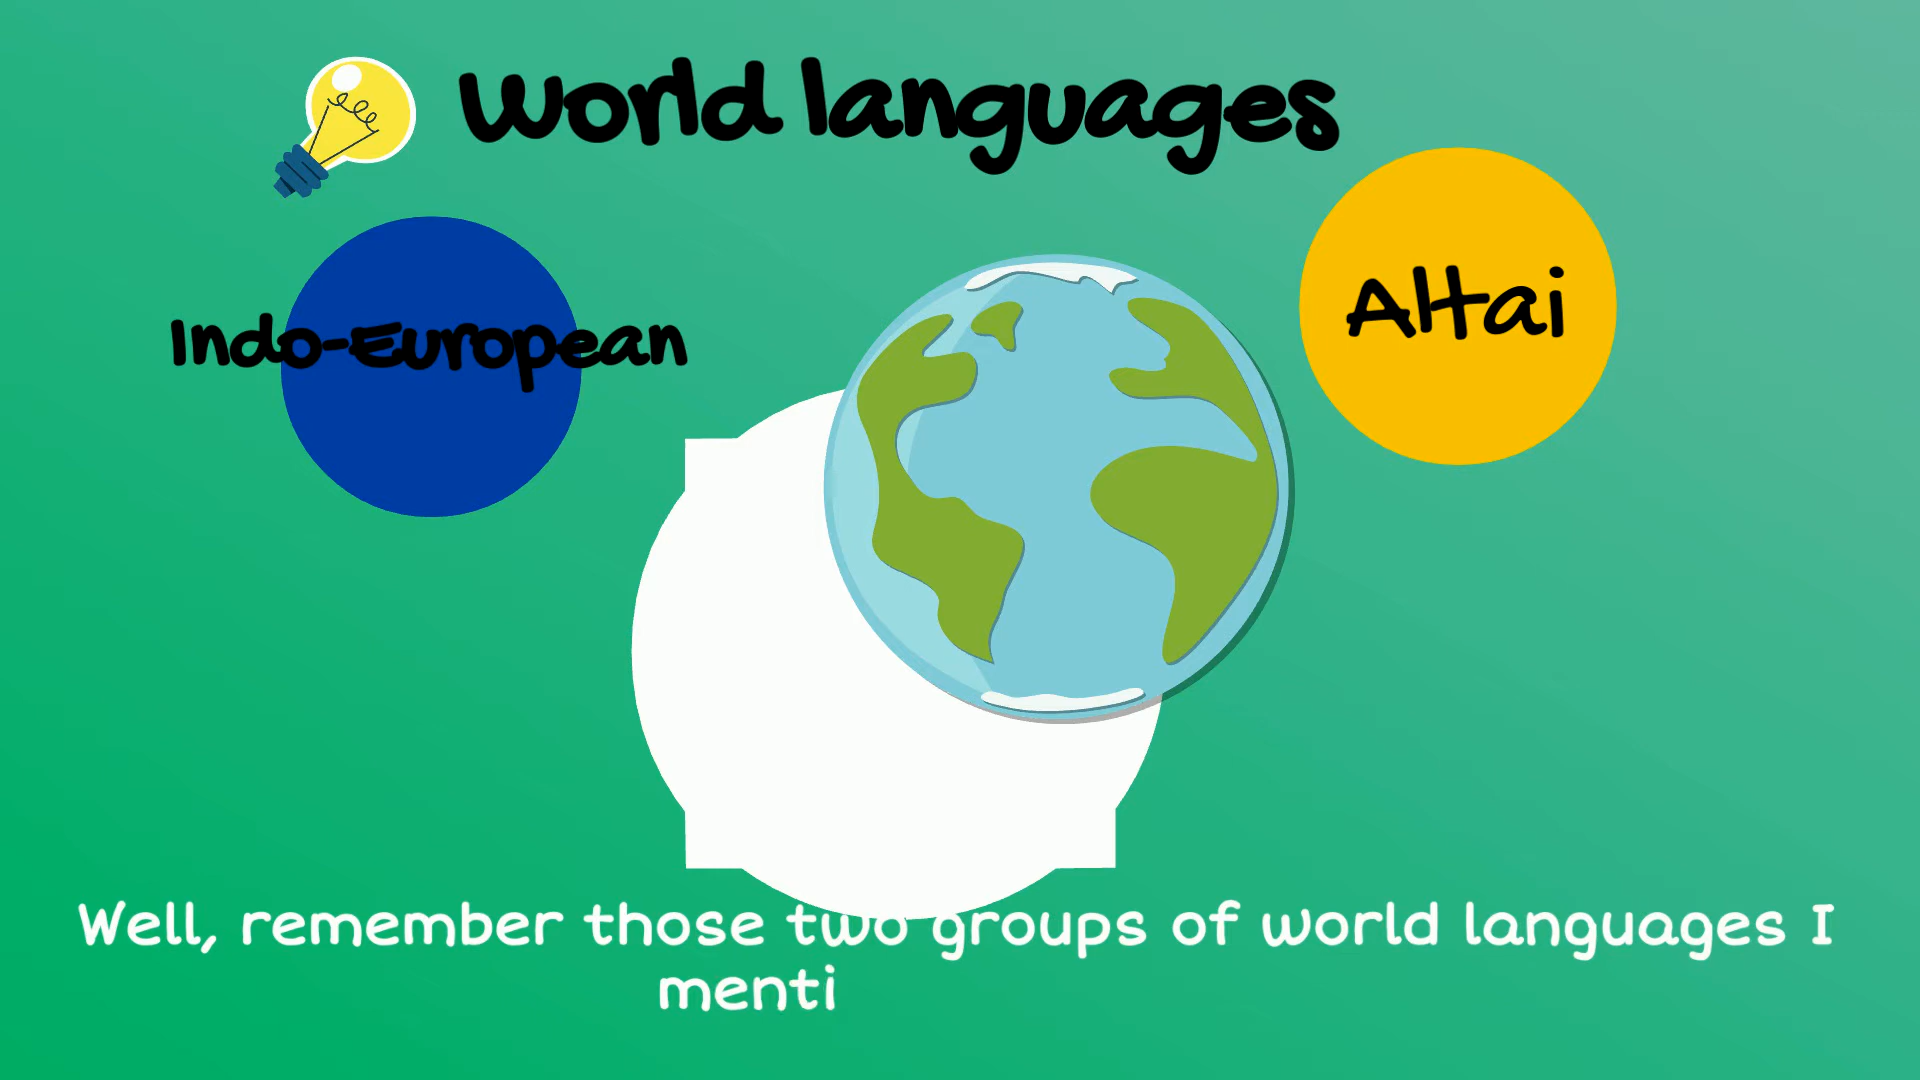 World languages
Indo-European
Altai
Well, remember those two groups of world languages I
menti